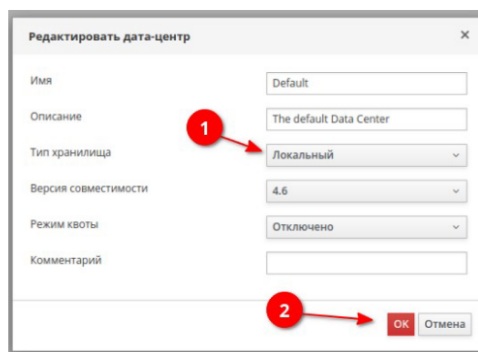 Редактировать дата-центр ×
Имя Default
Описание The default Data Center
1
Тип хранилища Локальный
Версия совместимости 4.6
Режим квоты Отключено
Комментарий
2
OK Отмена